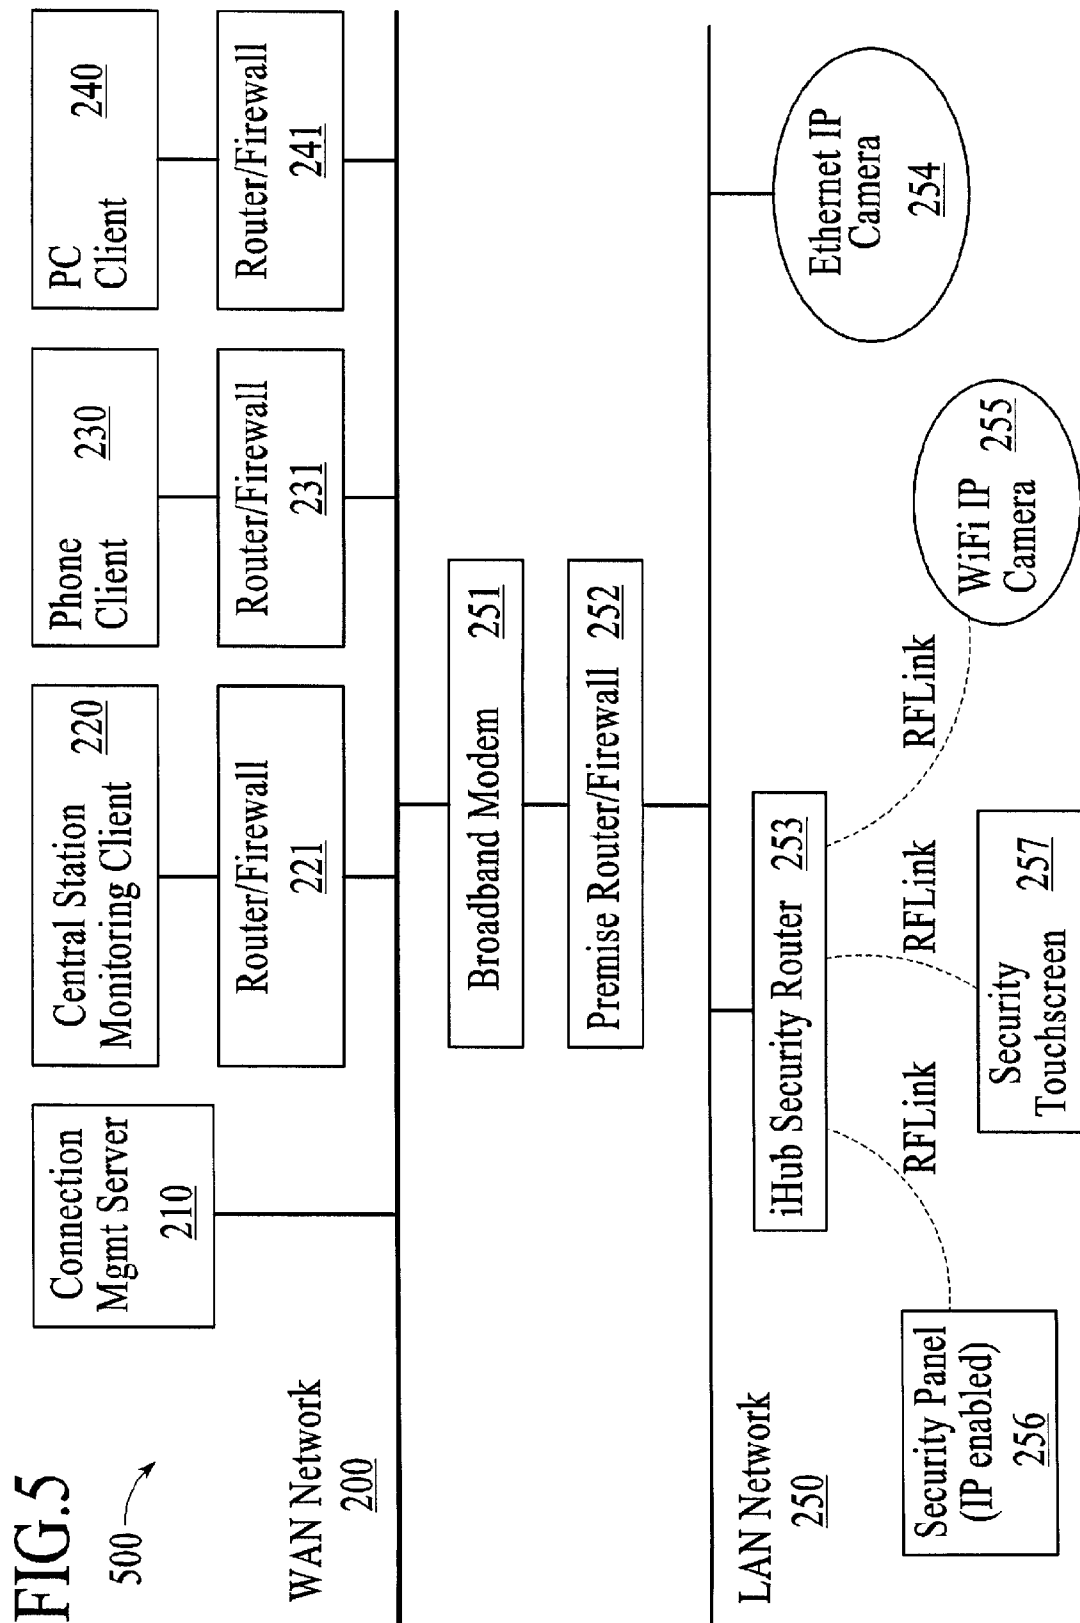 FIG.5
500
Connection
Mgmt Server
210
Central Station
Monitoring Client
220
Phone
Client
230
PC
Client
240
Router/Firewall
221
Router/Firewall
231
Router/Firewall
241
WAN Network
200
Broadband Modem 251
Premise Router/Firewall 252
LAN Network
250
iHub Security Router 253
RFLink
RFLink
RFLink
Security Panel
(IP enabled)
256
Security
Touchscreen
257
WiFi IP
Camera
255
Ethernet IP
Camera
254